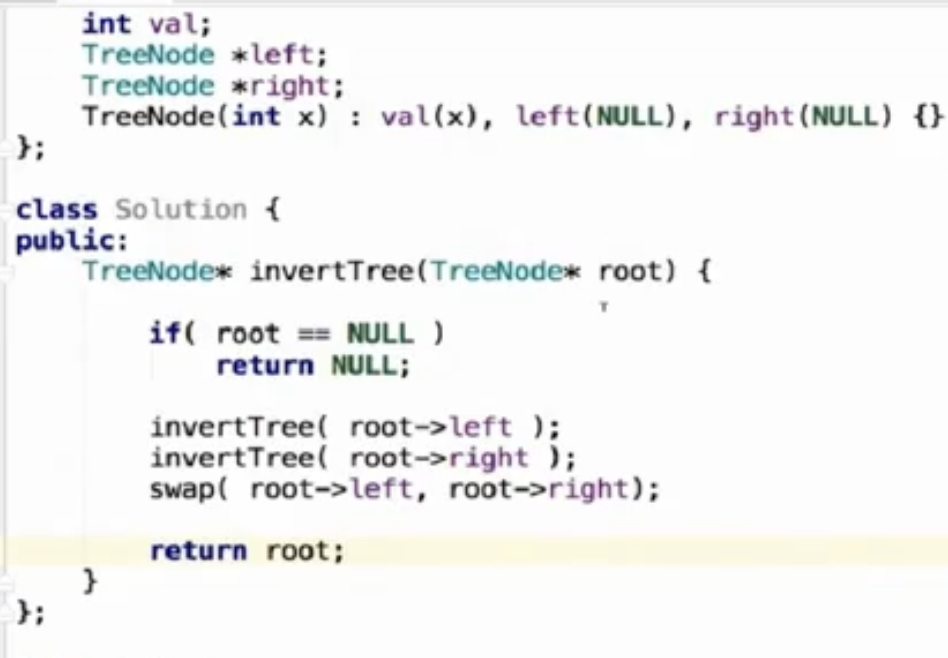 int val;
TreeNode *left;
TreeNode *right;
TreeNode(int x) : val(x), left(NULL), right(NULL) {}
};
class Solution {
public:
TreeNode* invertTree(TreeNode* root) {
if( root == NULL )
return NULL;
invertTree( root->left );
invertTree( root->right );
swap( root->left, root->right);
return root;
}
};